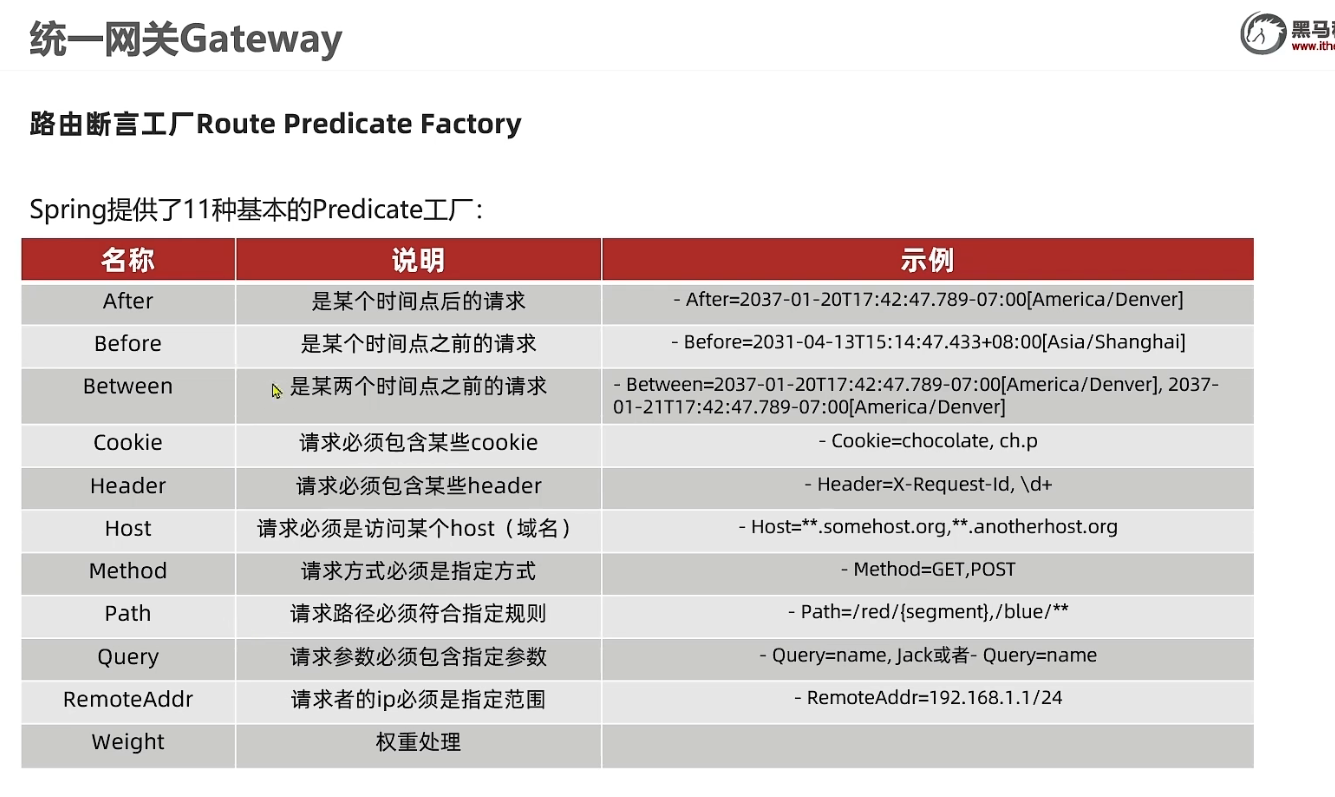 统一网关Gateway
黑马
www.ithe
路由断言工厂Route Predicate Factory
Spring提供了11种基本的Predicate工厂：
名称 说明 示例
After 是某个时间点后的请求 - After=2037-01-20T17:42:47.789-07:00[America/Denver]
Before 是某个时间点之前的请求 - Before=2031-04-13T15:14:47.433+08:00[Asia/Shanghai]
Between 是某两个时间点之前的请求 - Between=2037-01-20T17:42:47.789-07:00[America/Denver], 2037-
01-21T17:42:47.789-07:00[America/Denver]
Cookie 请求必须包含某些cookie - Cookie=chocolate, ch.p
Header 请求必须包含某些header - Header=X-Request-Id, \d+
Host 请求必须是访问某个host（域名） - Host=**.somehost.org,**.anotherhost.org
Method 请求方式必须是指定方式 - Method=GET,POST
Path 请求路径必须符合指定规则 - Path=/red/{segment},/blue/**
Query 请求参数必须包含指定参数 - Query=name, Jack或者- Query=name
RemoteAddr 请求者的ip必须是指定范围 - RemoteAddr=192.168.1.1/24
Weight 权重处理